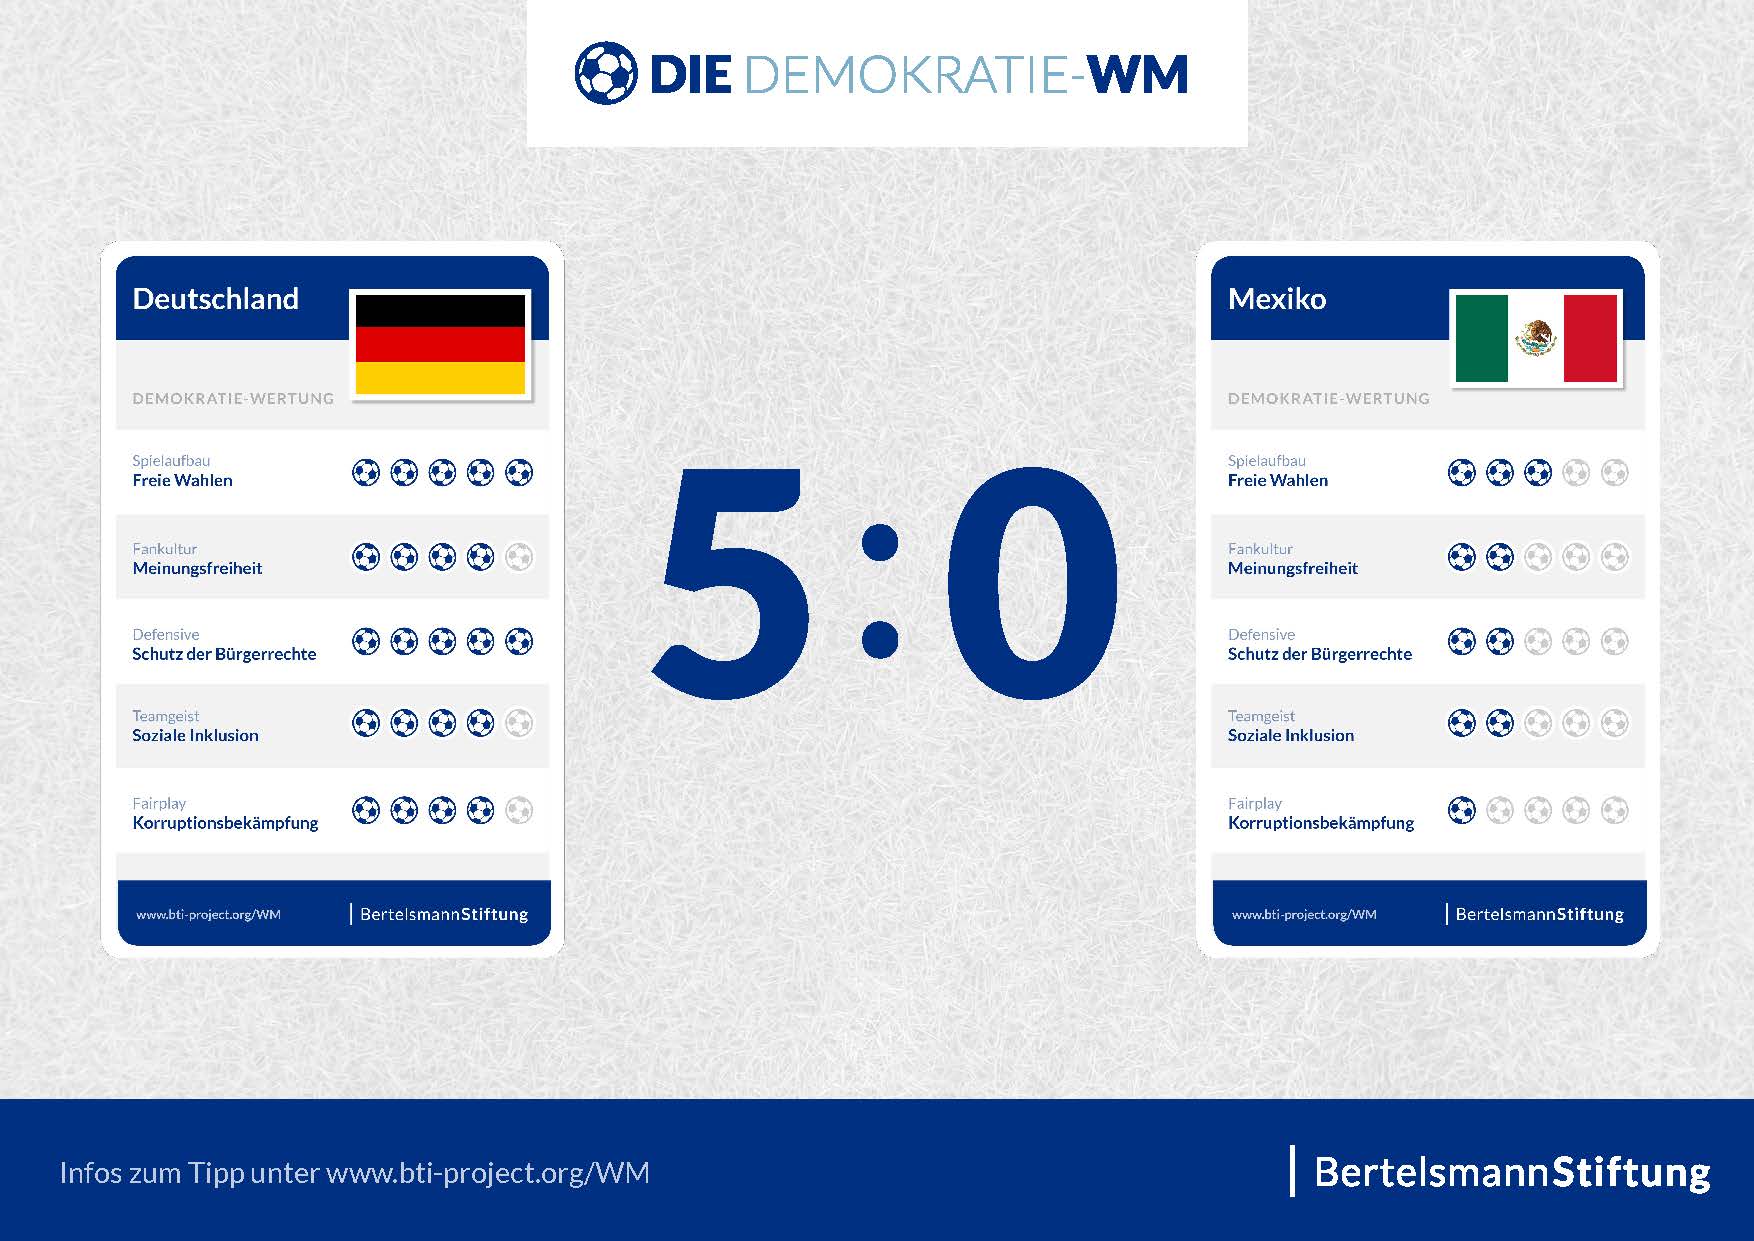 DIE DEMOKRATIE-WM
Deutschland
DEMOKRATIE-WERTUNG
Spielaufbau
Freie Wahlen
Fankultur
Meinungsfreiheit
Defensive
Schutz der Bürgerrechte
Teamgeist
Soziale Inklusion
Fairplay
Korruptionsbekämpfung
www.bti-project.org/WM
BertelsmannStiftung
5:0
Mexiko
DEMOKRATIE-WERTUNG
Spielaufbau
Freie Wahlen
Fankultur
Meinungsfreiheit
Defensive
Schutz der Bürgerrechte
Teamgeist
Soziale Inklusion
Fairplay
Korruptionsbekämpfung
www.bti-project.org/WM
BertelsmannStiftung
Infos zum Tipp unter www.bti-project.org/WM
BertelsmannStiftung